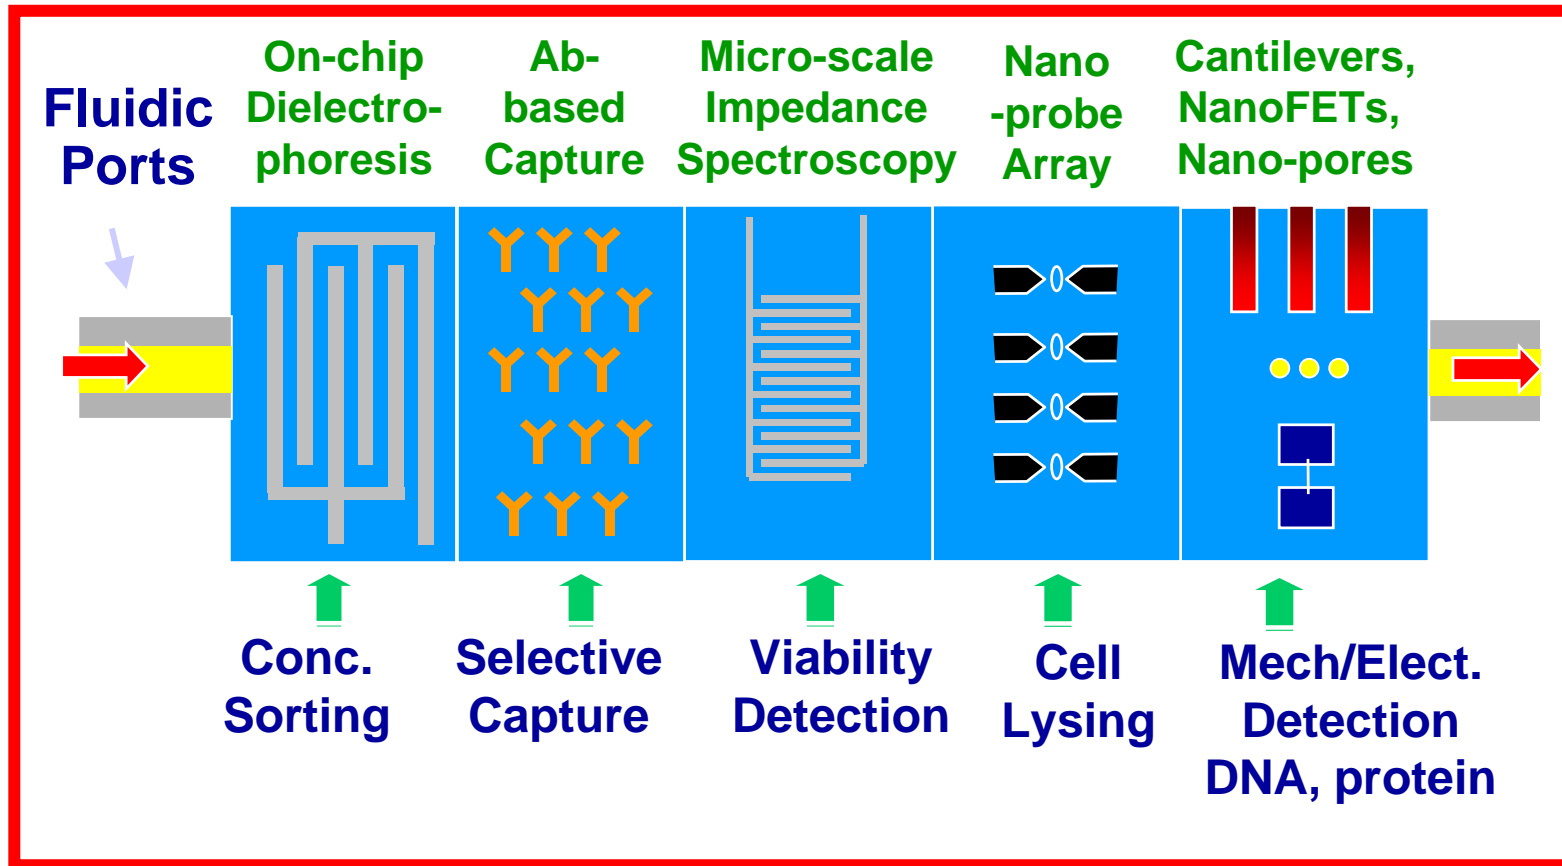 Fluidic
Ports
On-chip
Dielectro-
phoresis
Ab-
based
Capture
Micro-scale
Impedance
Spectroscopy
Nano
-probe
Array
Cantilevers,
NanoFETs,
Nano-pores
Conc.
Sorting
Selective
Capture
Viability
Detection
Cell
Lysing
Mech/Elect.
Detection
DNA, protein